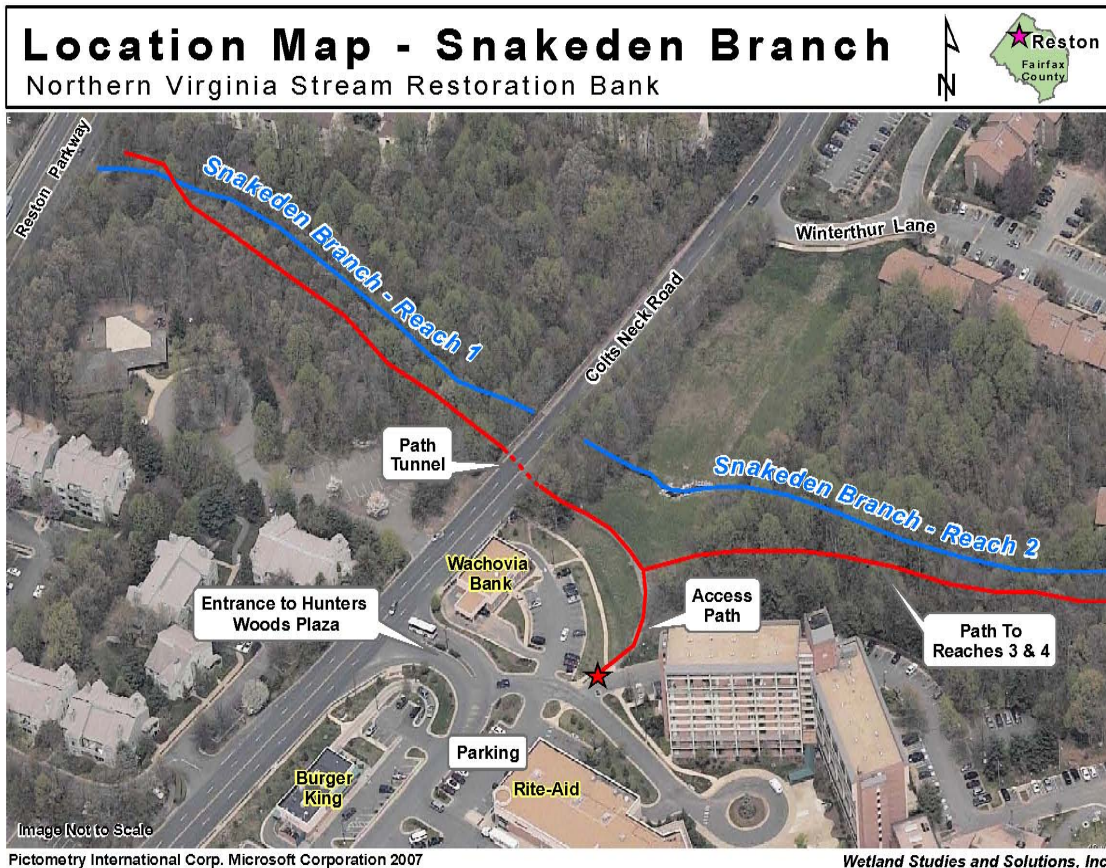 Location Map - Snakeden Branch
Northern Virginia Stream Restoration Bank
N
Reston
Fairfax
County
Reston Parkway
Snakeden Branch - Reach 1
Winterthur Lane
Colts Neck Road
Path
Tunnel
Snakeden Branch - Reach 2
Wachovia
Bank
Entrance to Hunters
Woods Plaza
Access
Path
Path To
Reaches 3 & 4
Parking
Burger
King
Rite-Aid
Image Not to Scale
Pictometry International Corp. Microsoft Corporation 2007
Wetland Studies and Solutions, Inc